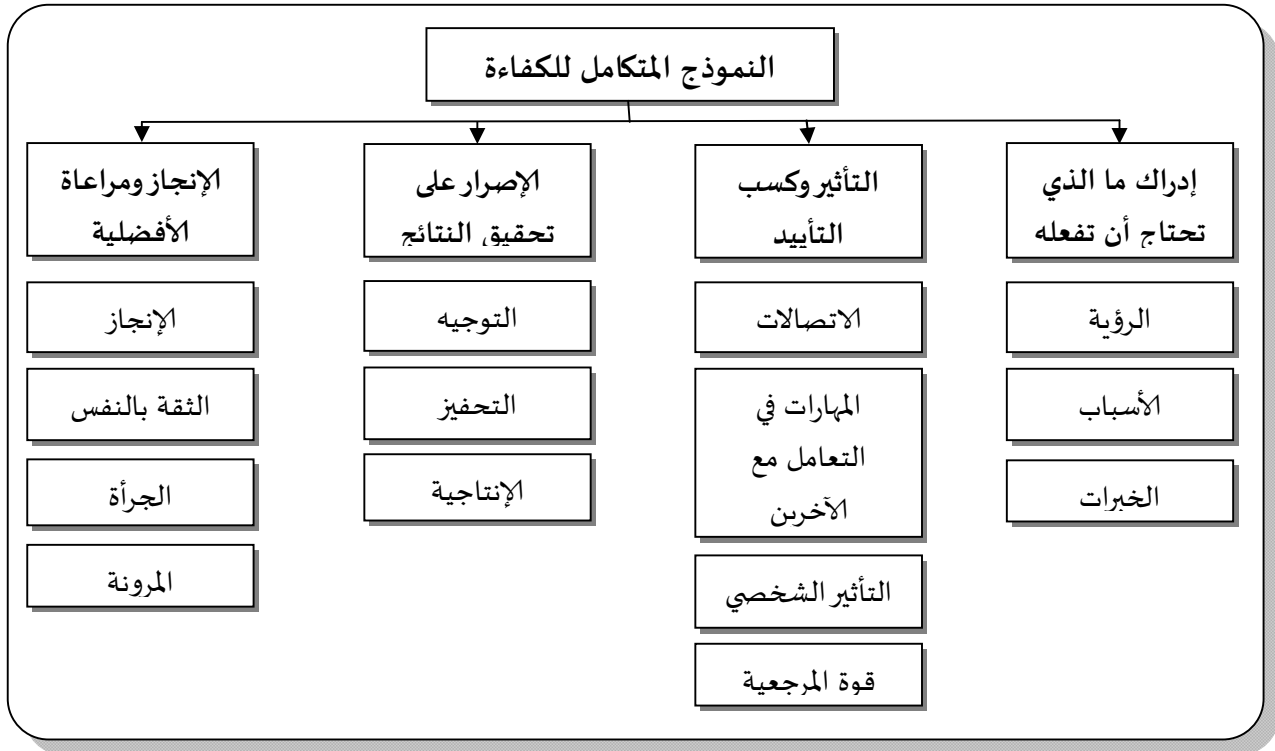 النموذج المتكامل للكفاءة
إدراك ما الذي
تحتاج أن تفعله
الرؤية
الأسباب
الخبرات
التأثير وكسب
التأييد
الاتصالات
المهارات في
التعامل مع
الآخرين
التأثير الشخصي
قوة المرجعية
الإصرار على
تحقيق النتائج
التوجيه
التحفيز
الإنتاجية
الإنجاز ومراعاة
الأفضلية
الإنجاز
الثقة بالنفس
الجرأة
المرونة